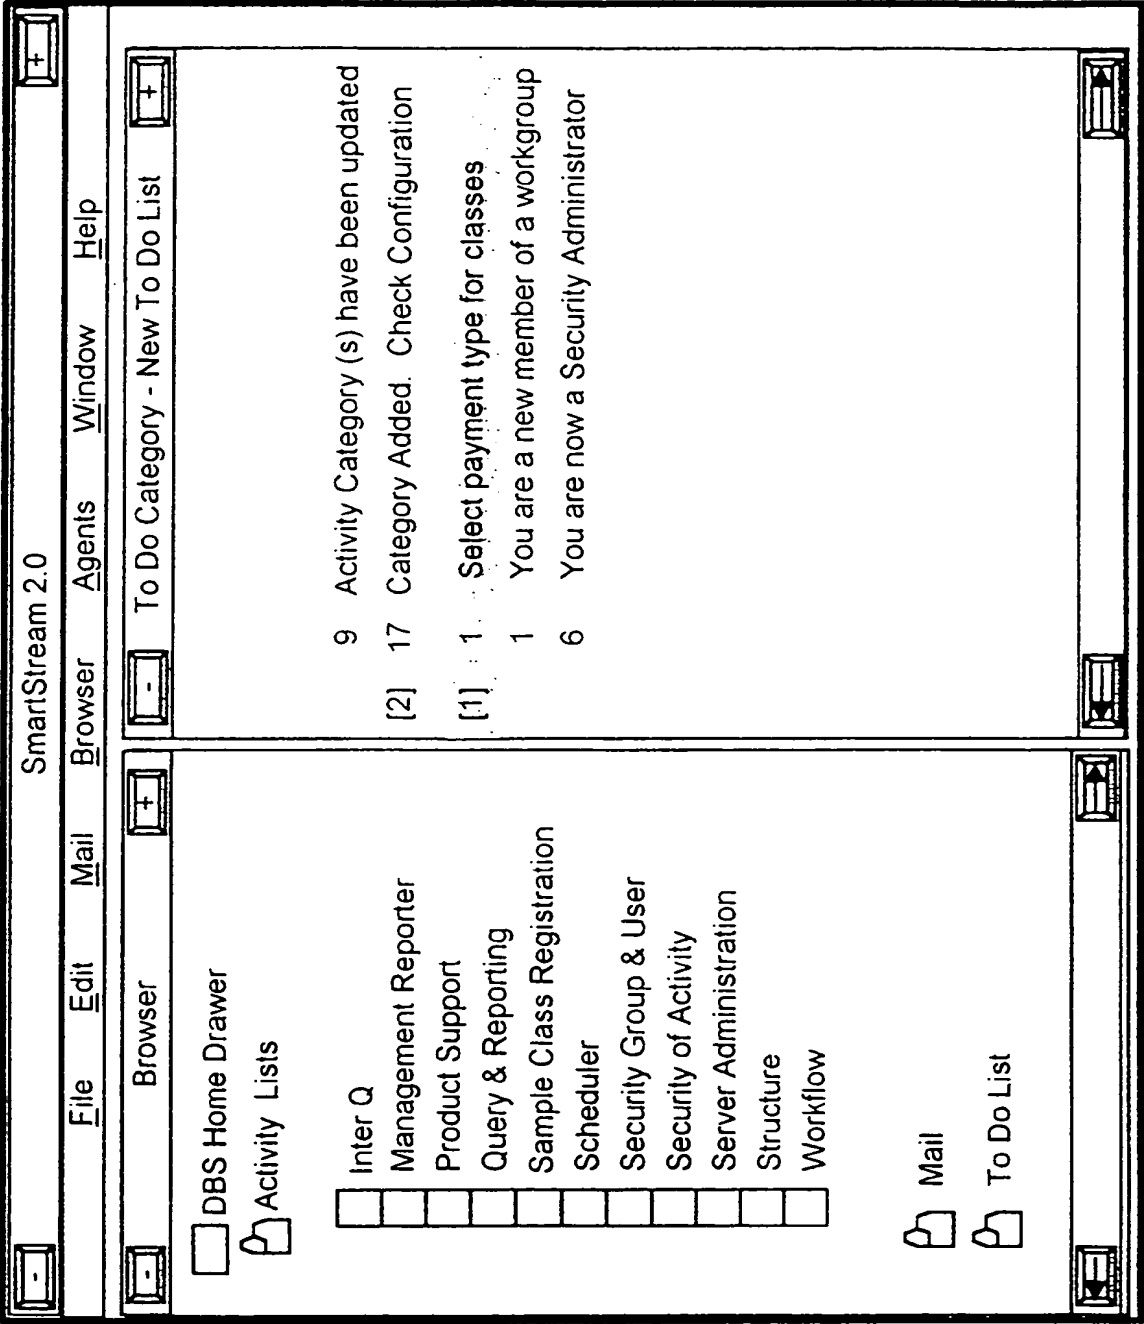 SmartStream 2.0
File Edit Mail Browser Agents Window Help
Browser
DBS Home Drawer
Activity Lists
Inter Q
Management Reporter
Product Support
Query & Reporting
Sample Class Registration
Scheduler
Security Group & User
Security of Activity
Server Administration
Structure
Workflow
Mail
To Do List
To Do Category - New To Do List
9 Activity Category (s) have been updated
[2] 17 Category Added. Check Configuration
[1] 1 Select payment type for classes
1 You are a new member of a workgroup
6 You are now a Security Administrator